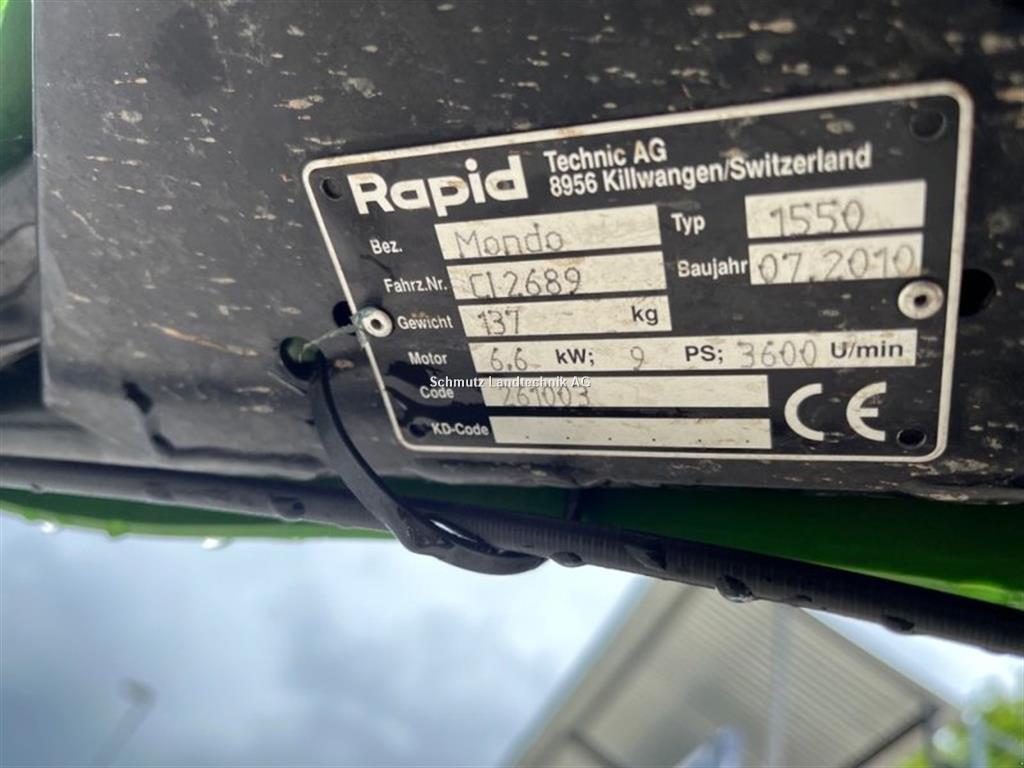 Rapid Technic AG
8956 Killwangen/Switzerland
Bez. Mondo Typ 1550
Fahrz.Nr. CI2689 Baujahr 07.2010
Gewicht 137 kg
Motor 6,6 kW; 9 PS; 3600 U/min
Schmutz Landtechnik AG
Code 261003 CE
KD-Code